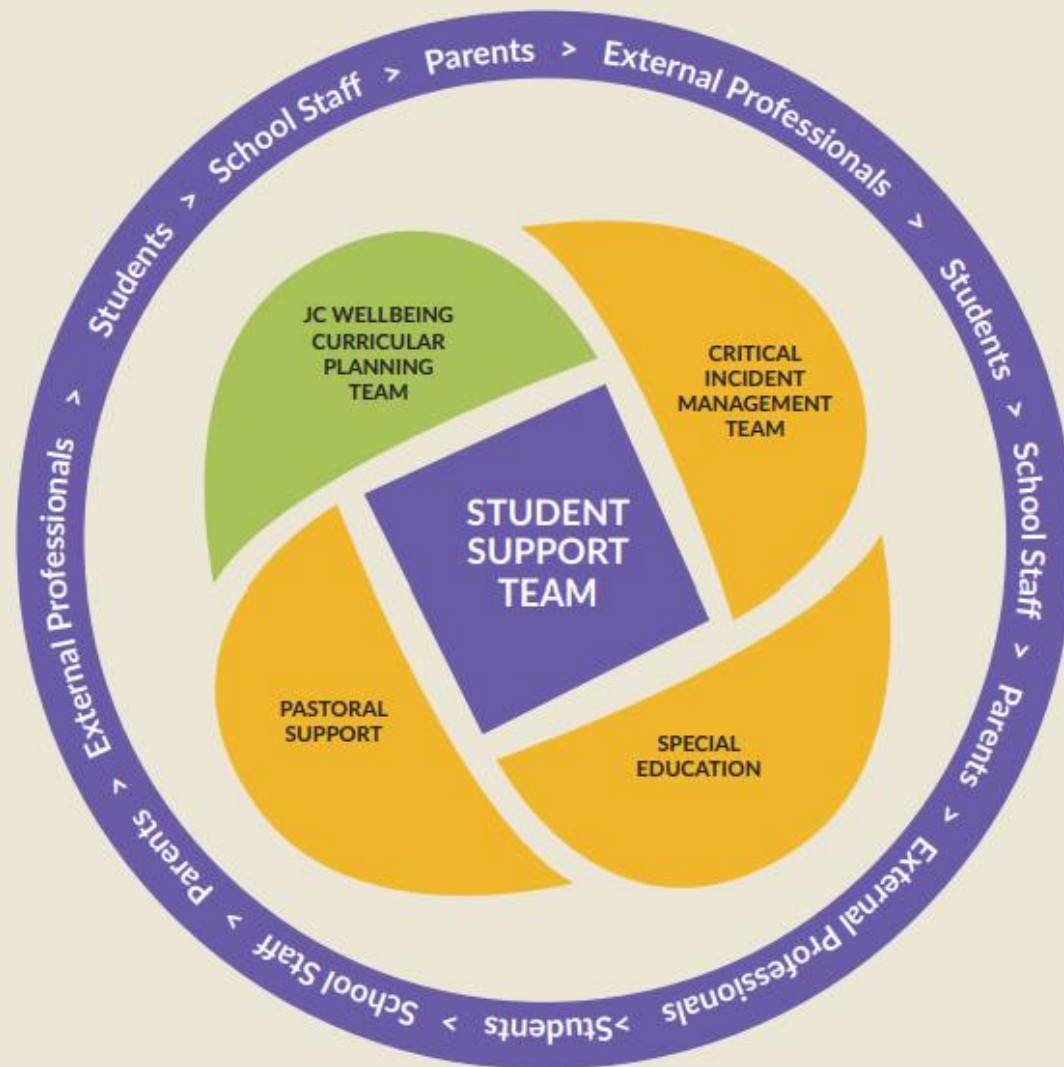 Students > School Staff > Parents > External Professionals > Students > School Staff > Parents > External Professionals >Students > School Staff > Parents > External Professionals >
JC WELLBEING
CURRICULAR
PLANNING
TEAM
CRITICAL
INCIDENT
MANAGEMENT
TEAM
STUDENT
SUPPORT
TEAM
PASTORAL
SUPPORT
SPECIAL
EDUCATION